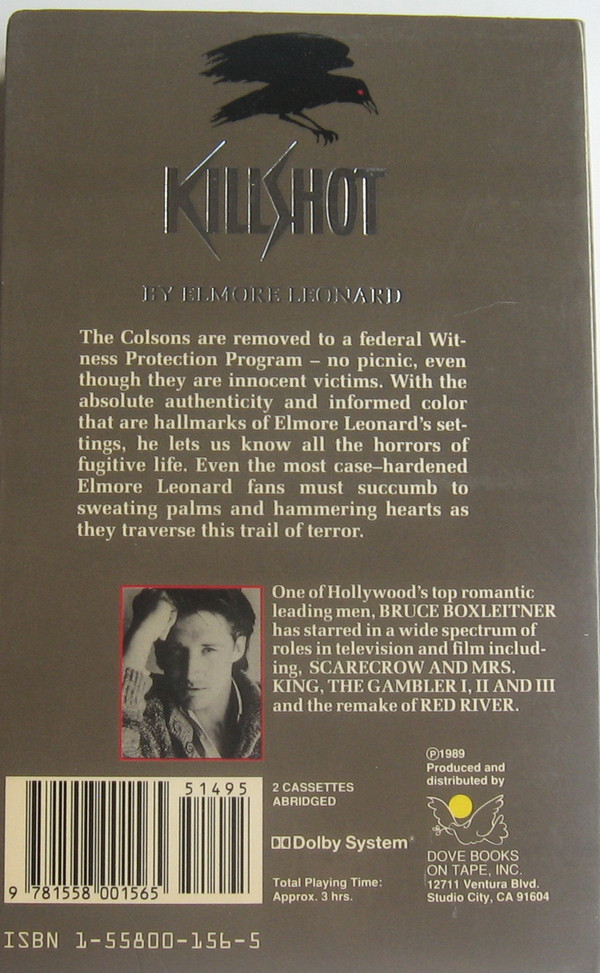 KILLSHOT
BY ELMORE LEONARD
The Colsons are removed to a federal Wit-
ness Protection Program – no picnic, even
though they are innocent victims. With the
absolute authenticity and informed color
that are hallmarks of Elmore Leonard's set-
tings, he lets us know all the horrors of
fugitive life. Even the most case–hardened
Elmore Leonard fans must succumb to
sweating palms and hammering hearts as
they traverse this trail of terror.
One of Hollywood's top romantic
leading men, BRUCE BOXLEITNER
has starred in a wide spectrum of
roles in television and film includ-
ing, SCARECROW AND MRS.
KING, THE GAMBLER I, II AND III
and the remake of RED RIVER.
51495
9 781558 001565
ISBN 1-55800-156-5
2 CASSETTES
ABRIDGED
Dolby System®
Total Playing Time:
Approx. 3 hrs.
℗1989
Produced and
distributed by
DOVE BOOKS
ON TAPE, INC.
12711 Ventura Blvd.
Studio City, CA 91604